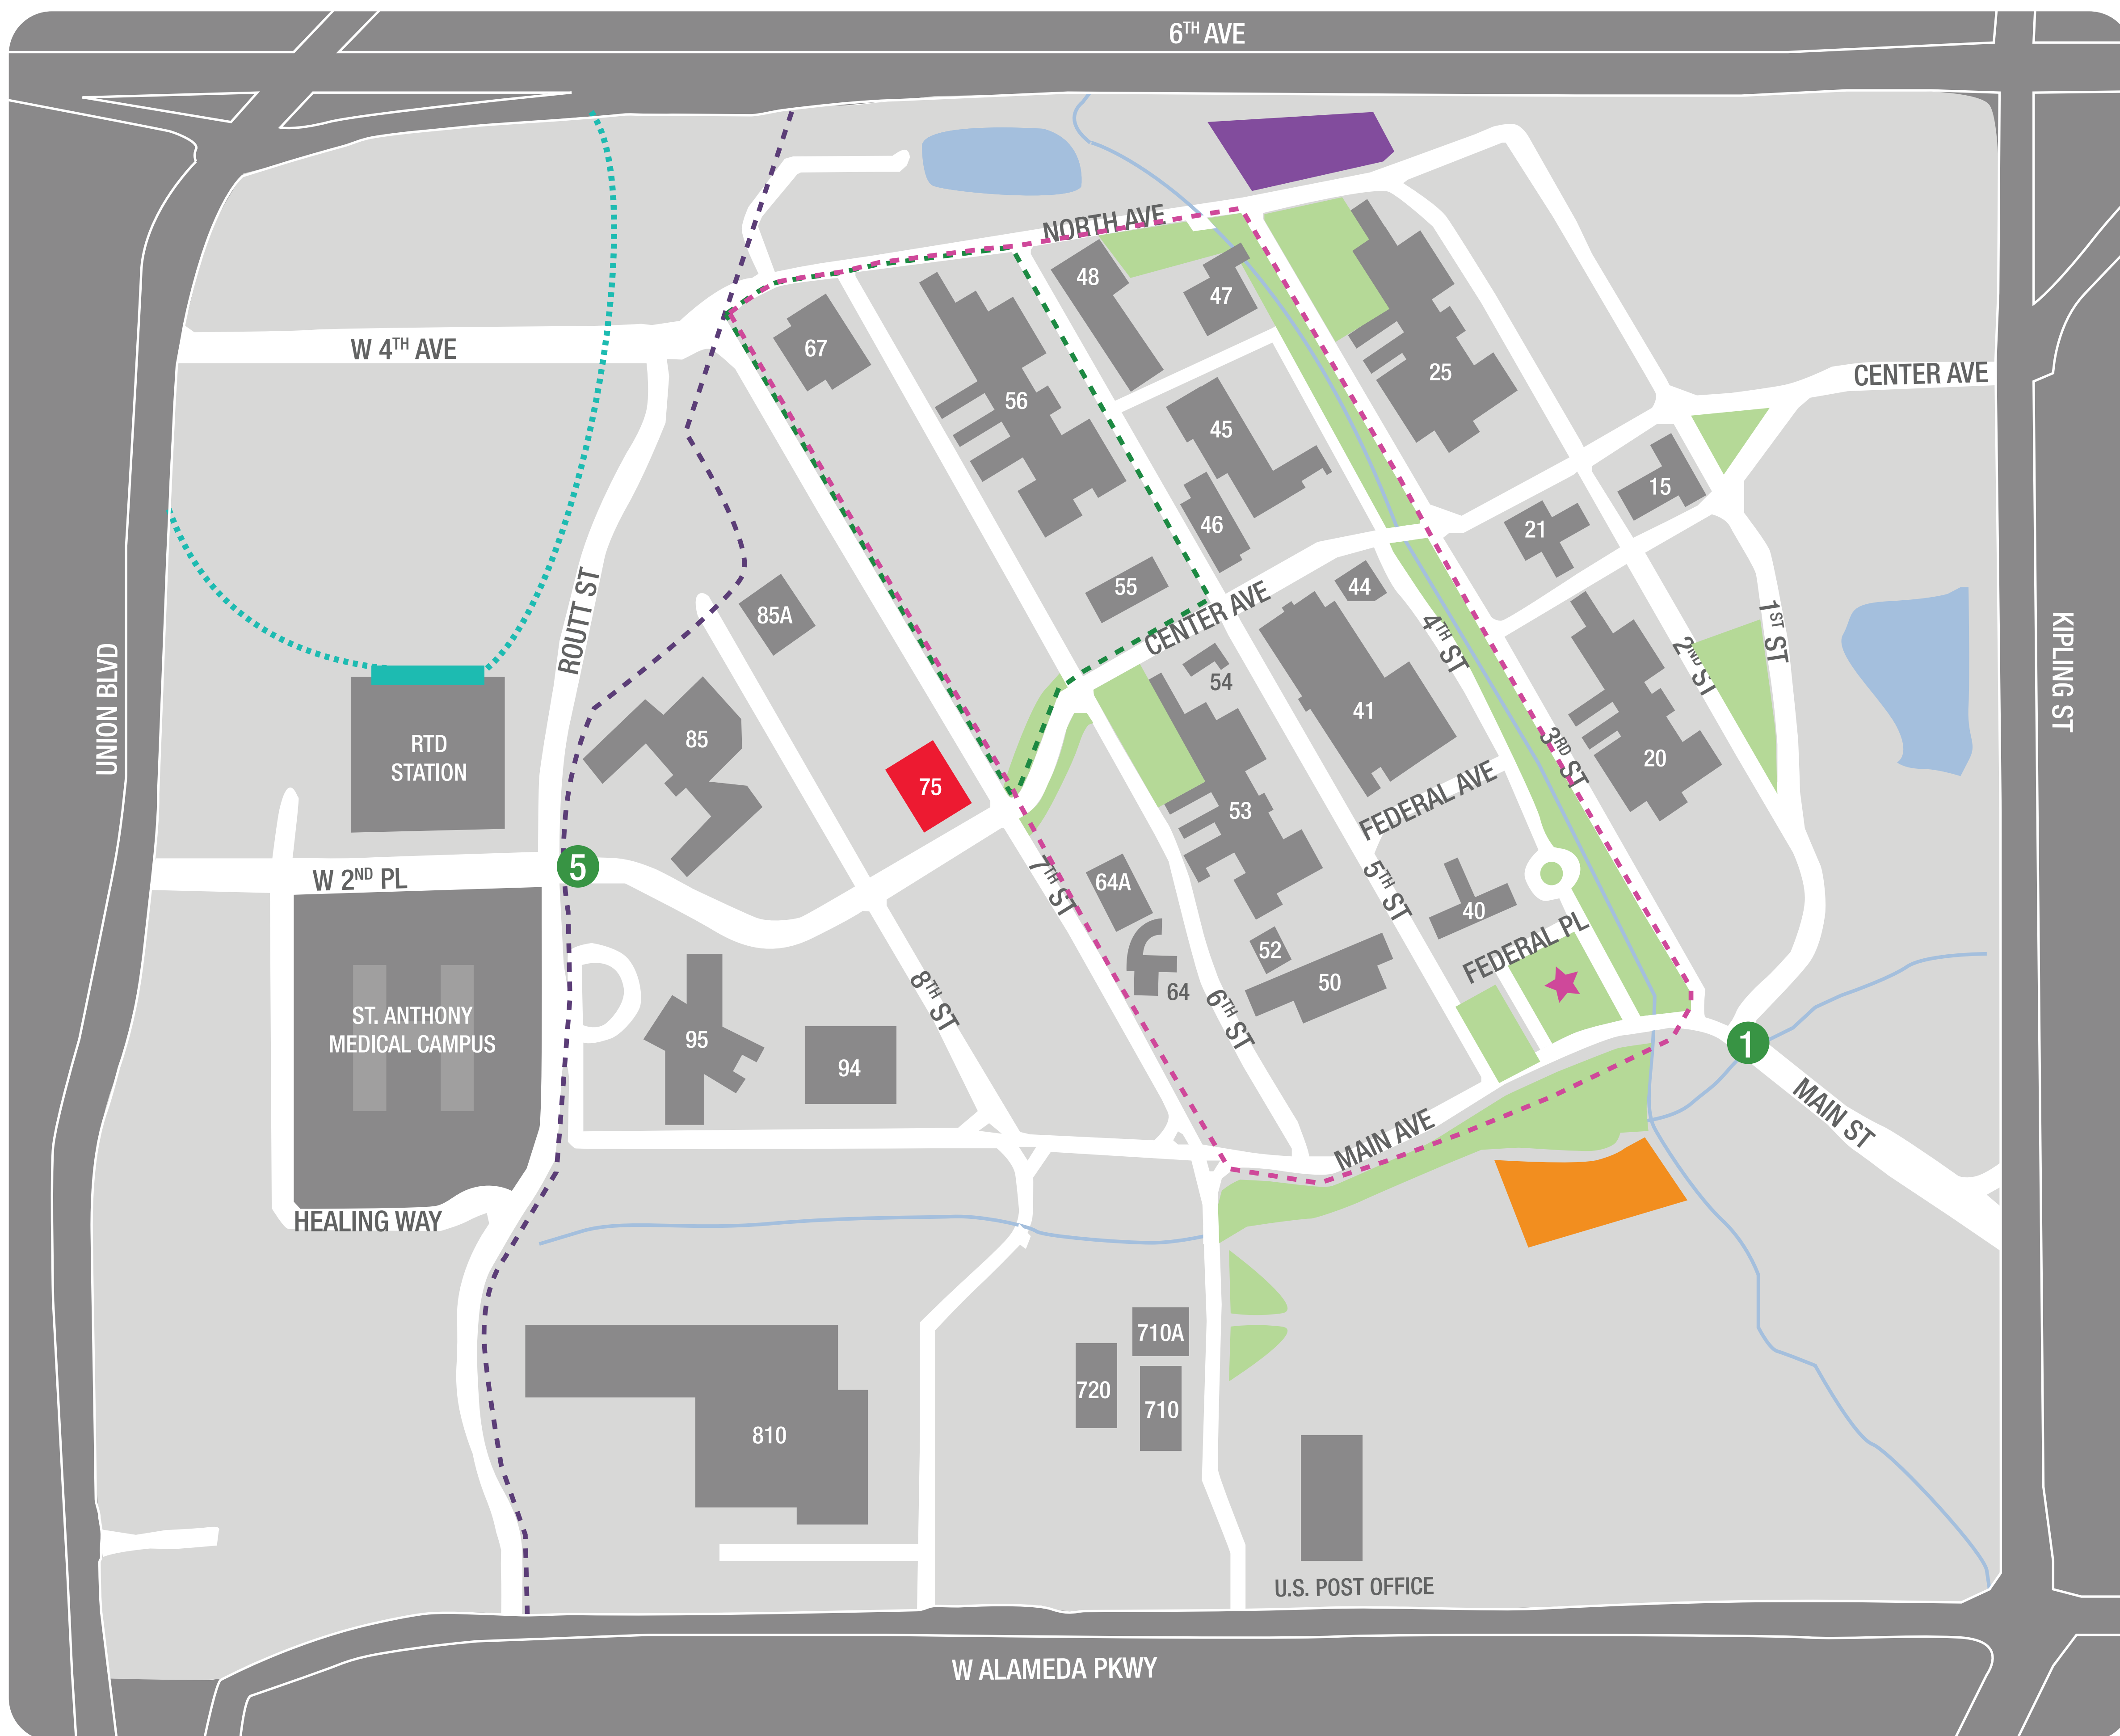 6TH AVE
NORTH AVE
48
47
67
W 4TH AVE
25
CENTER AVE
56
45
15
46
21
55
44
85A
CENTER AVE
ROUTT ST
4TH ST
1ST ST
2ND ST
KIPLING ST
UNION BLVD
54
41
85
RTD
STATION
3RD ST
20
75
FEDERAL AVE
53
5
W 2ND PL
7TH ST
64A
5TH ST
40
FEDERAL PL
52
50
64
8TH ST
6TH ST
ST. ANTHONY
MEDICAL CAMPUS
95
94
1
MAIN ST
MAIN AVE
HEALING WAY
710A
720
710
810
U.S. POST OFFICE
W ALAMEDA PKWY